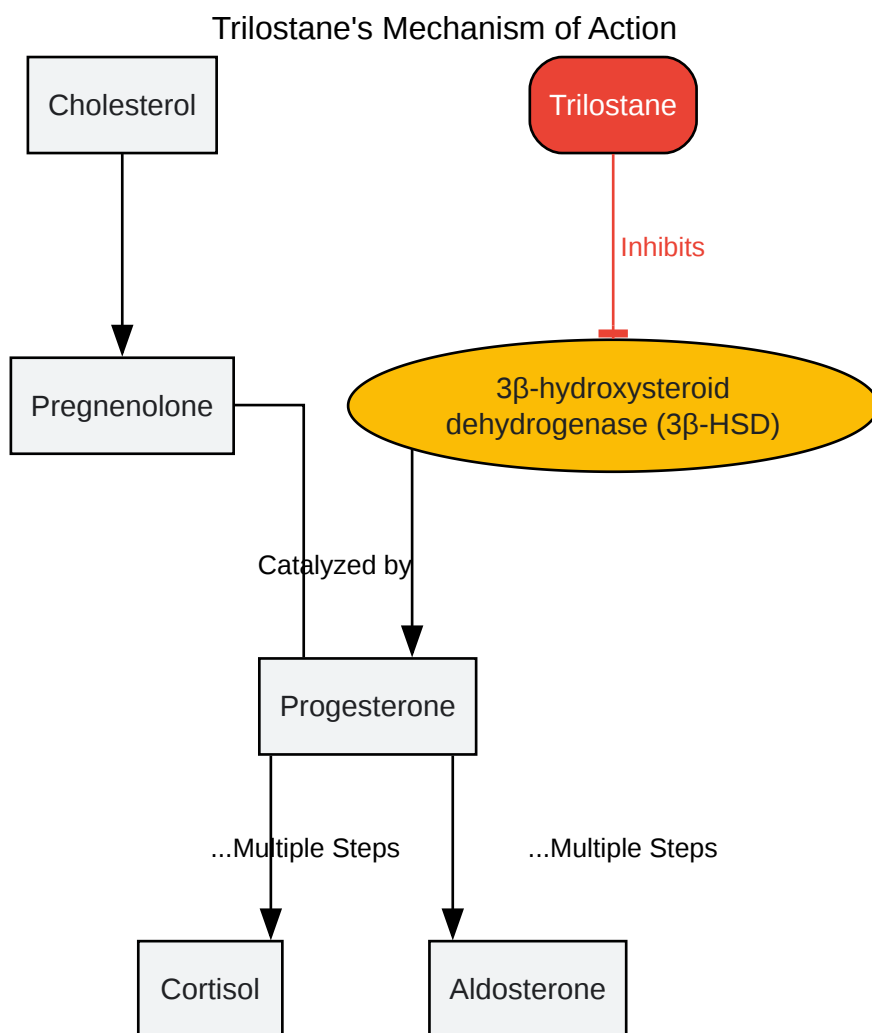 Trilostane's Mechanism of Action
Cholesterol
Trilostane
Inhibits
Pregnenolone
3β-hydroxysteroid
dehydrogenase (3β-HSD)
Catalyzed by
Progesterone
...Multiple Steps
...Multiple Steps
Cortisol
Aldosterone